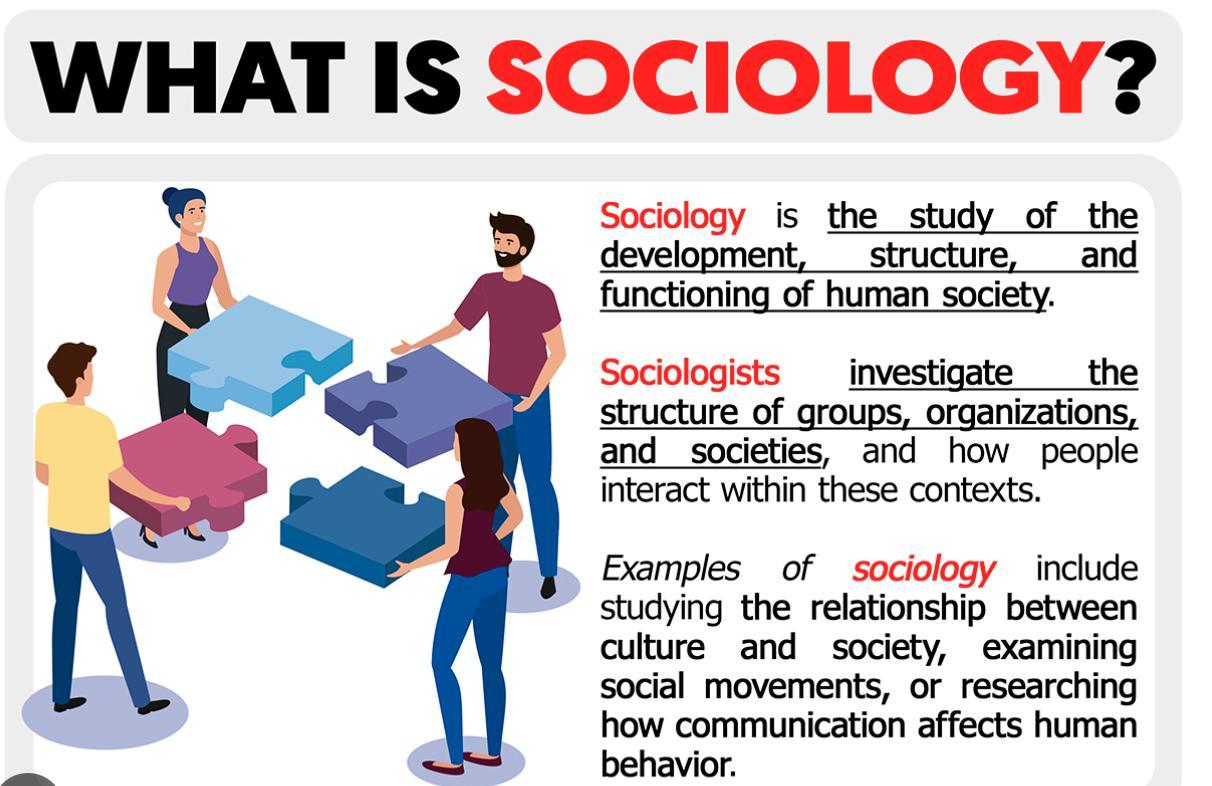 WHAT IS SOCIOLOGY?
Sociology is the study of the
development, structure, and
functioning of human society.
Sociologists investigate the
structure of groups, organizations,
and societies, and how people
interact within these contexts.
Examples of sociology include
studying the relationship between
culture and society, examining
social movements, or researching
how communication affects human
behavior.